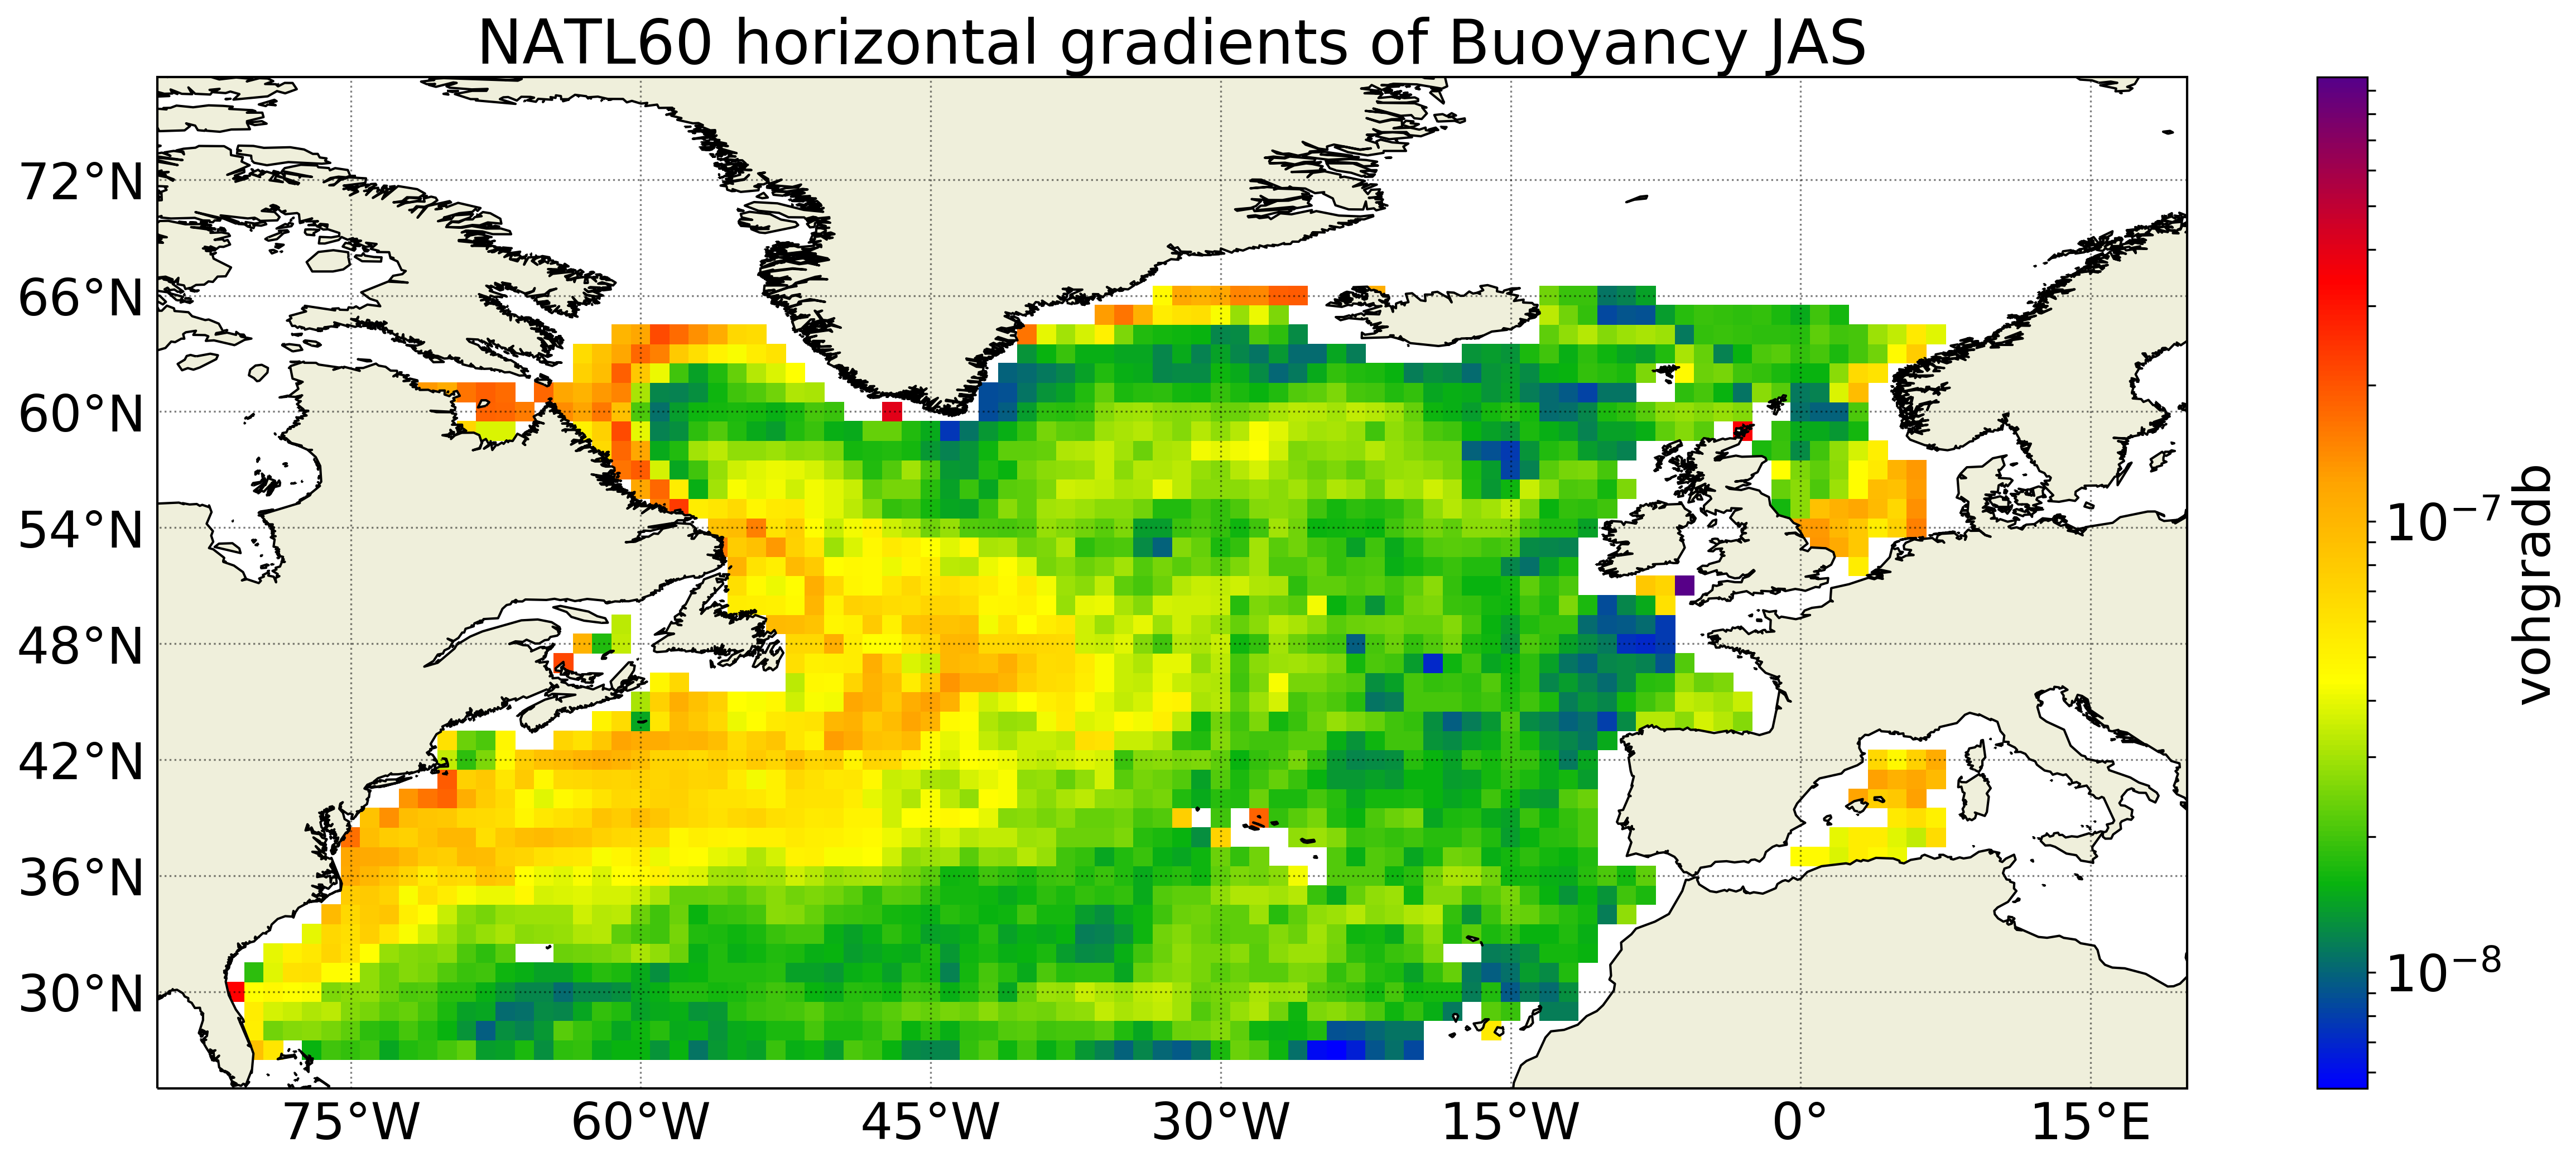 NATL60 horizontal gradients of Buoyancy JAS
72°N
66°N
60°N
54°N
48°N
42°N
36°N
30°N
75°W
60°W
45°W
30°W
15°W
0°
15°E
10⁻⁷
10⁻⁸
vohgradb